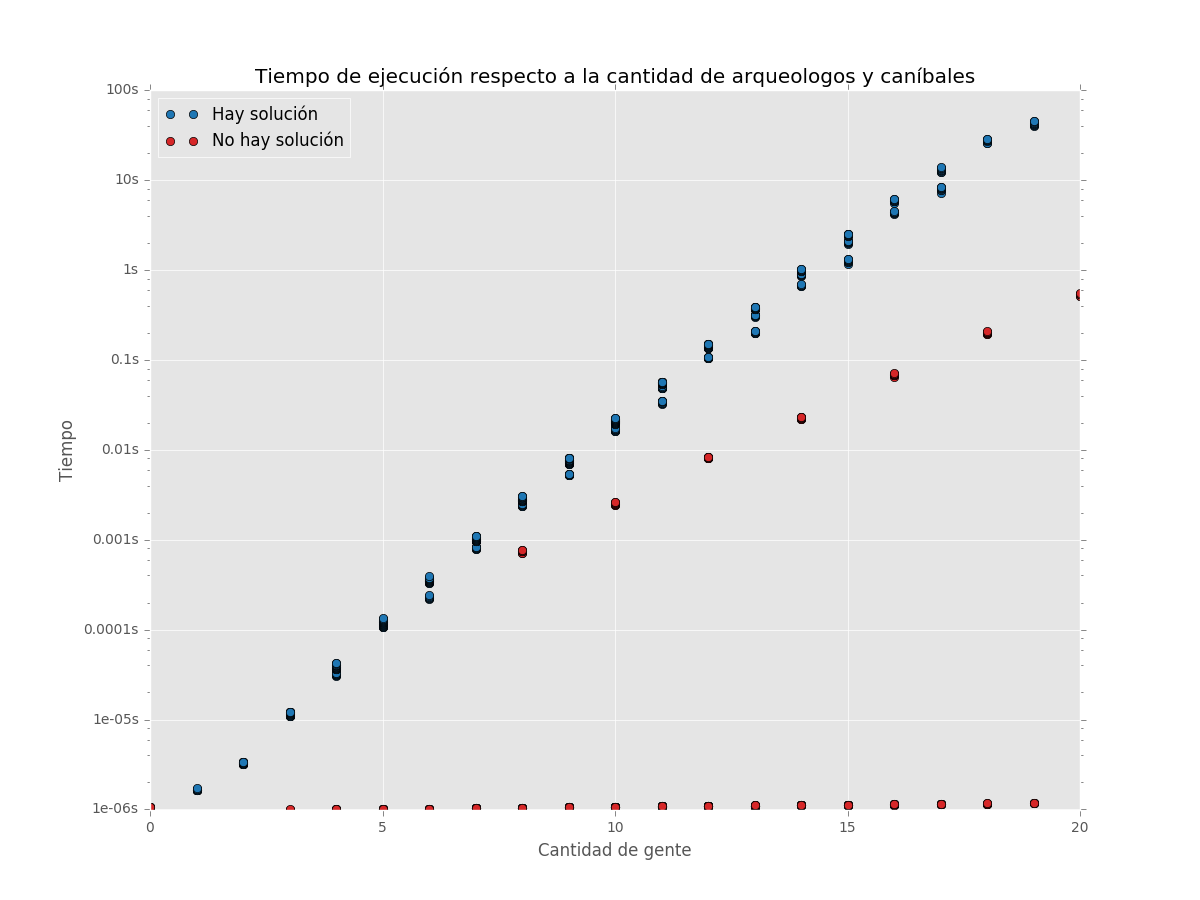 Tiempo de ejecución respecto a la cantidad de arqueologos y caníbales
Hay solución
No hay solución
100s
10s
1s
0.1s
0.01s
0.001s
0.0001s
1e-05s
1e-06s
Tiempo
0 5 10 15 20
Cantidad de gente